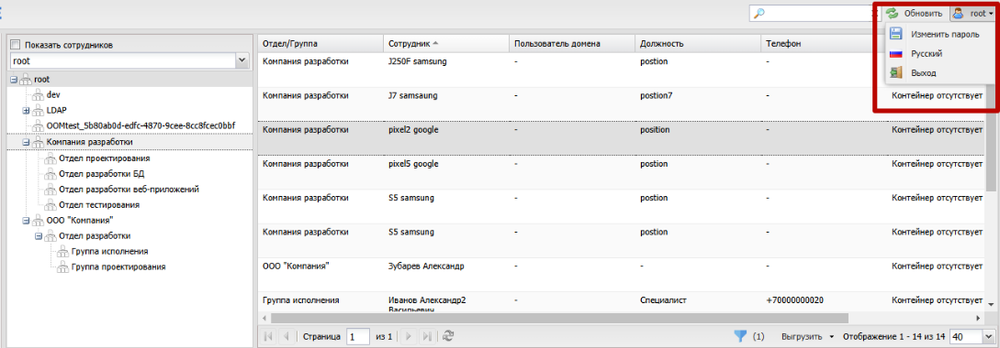 Обновить root
Изменить пароль
Русский
Выход
Показать сотрудников
root
root
dev
LDAP
OOMtest_5b80ab0d-edfc-4870-9cee-8cc8fcec0bbf
Компания разработки
Отдел проектирования
Отдел разработки БД
Отдел разработки веб-приложений
Отдел тестирования
ООО "Компания"
Отдел разработки
Группа исполнения
Группа проектирования
Отдел/Группа Сотрудник Пользователь домена Должность Телефон
Компания разработки J250F samsung - postion -
Компания разработки J7 samsaung - postion7 - Контейнер отсутствует
Компания разработки pixel2 google - position - Контейнер отсутствует
Компания разработки pixel5 google - postion - Контейнер отсутствует
Компания разработки S5 samsung - postion - Контейнер отсутствует
Компания разработки S5 samsung - postion - Контейнер отсутствует
ООО "Компания" Зубарев Александр - - - Контейнер отсутствует
Группа исполнения Иванов Александр2 - Специалист +70000000020 Контейнер отсутствует
Васильевич
Страница 1 из 1 (1) Выгрузить Отображение 1 - 14 из 14 40